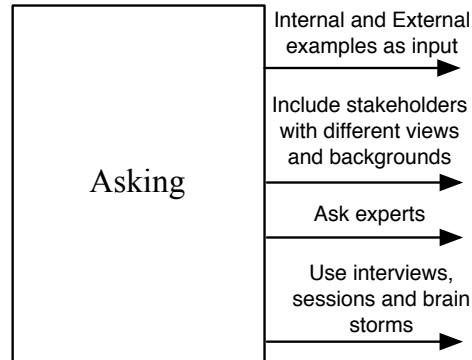 Internal and External
examples as input
Include stakeholders
with different views
and backgrounds
Asking
Ask experts
Use interviews,
sessions and brain
storms